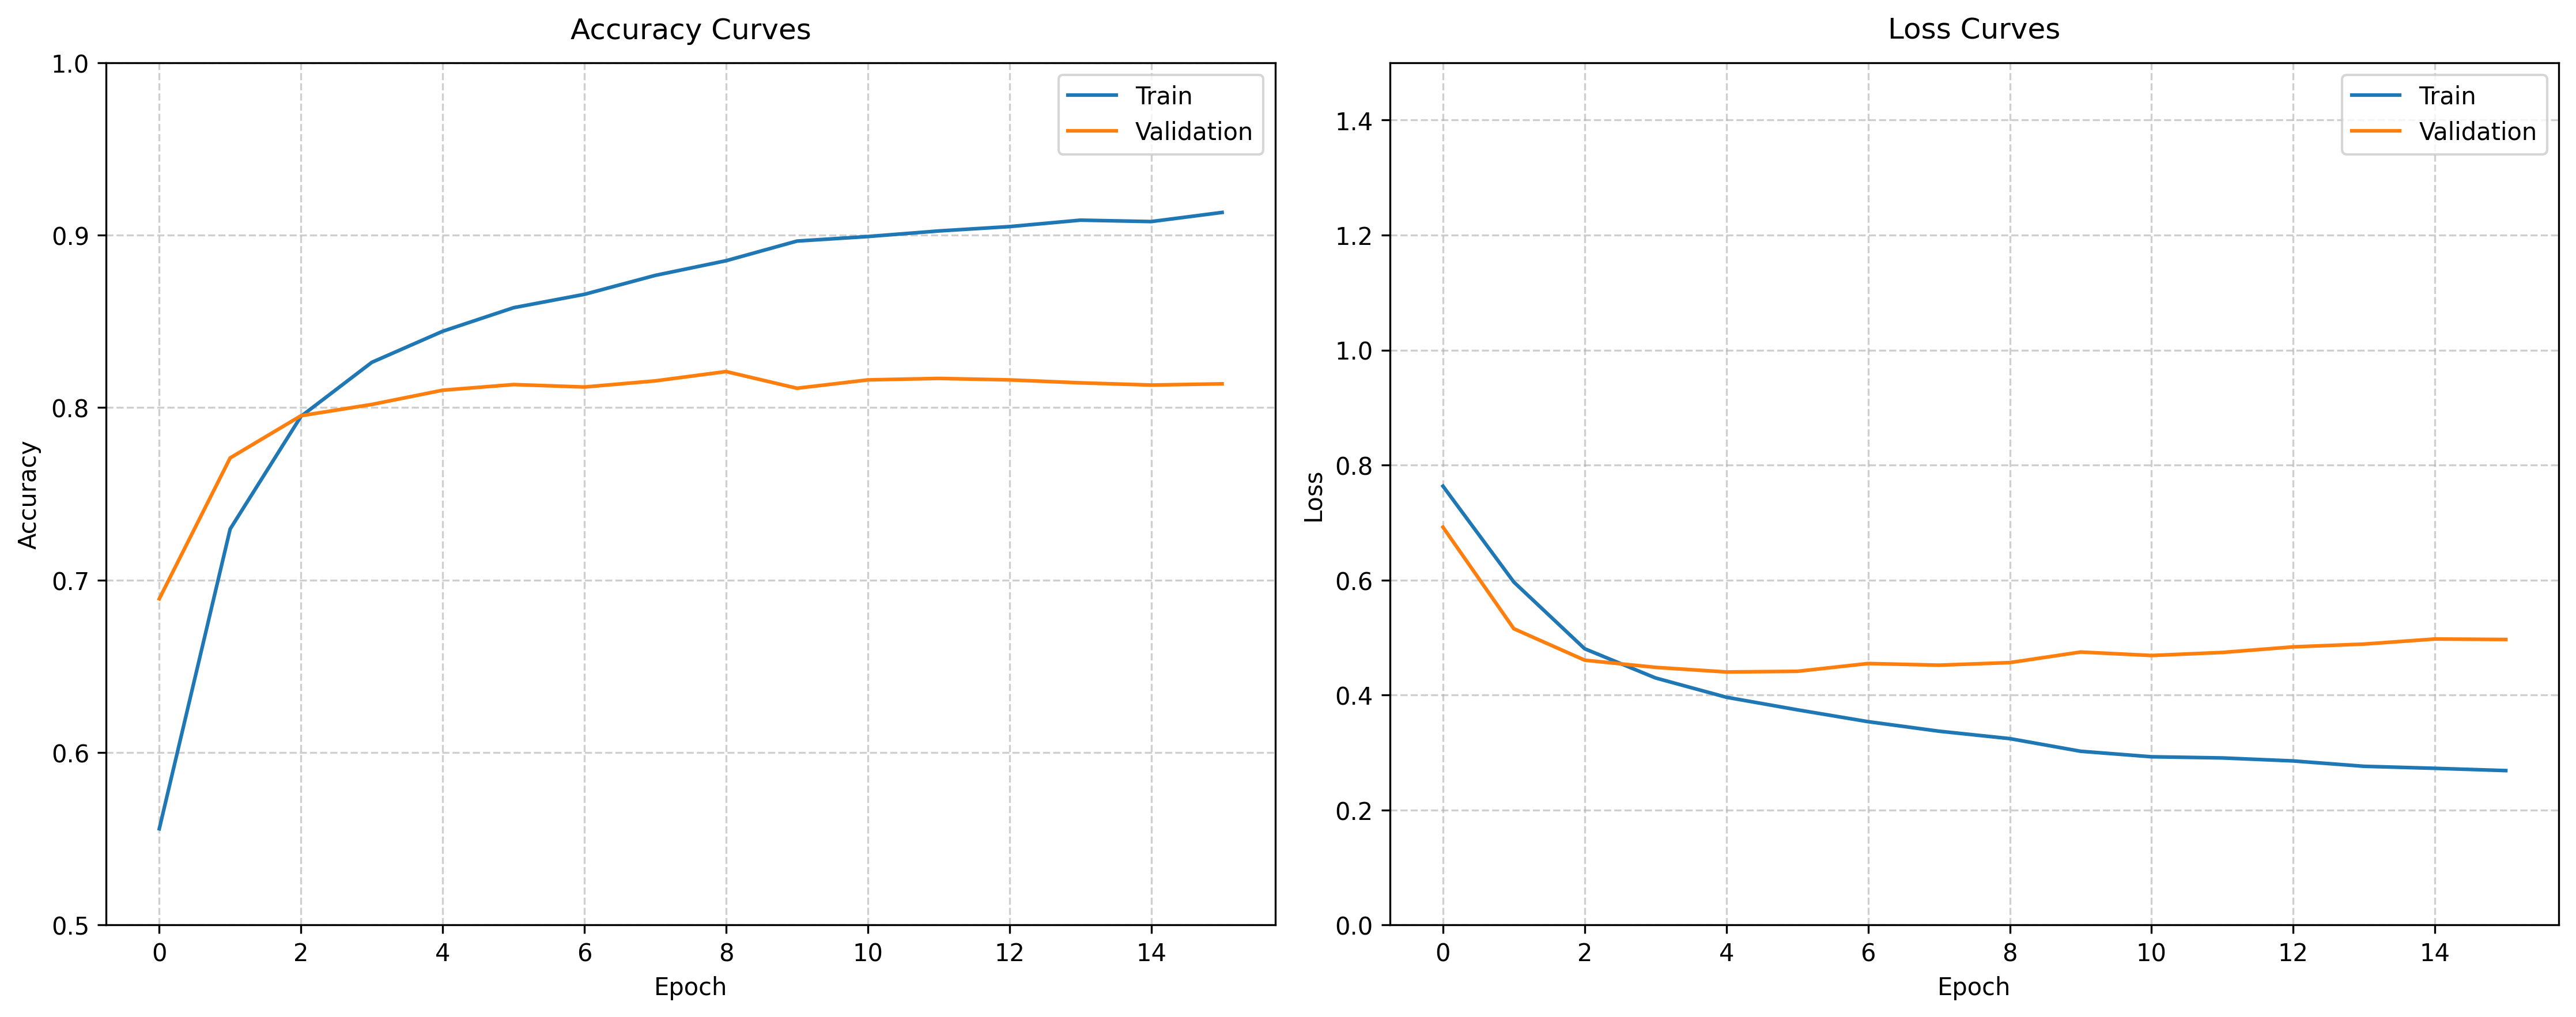 Accuracy Curves
1.0
0.9
0.8
0.7
0.6
0.5
Accuracy
0 2 4 6 8 10 12 14
Epoch
Train
Validation
Loss Curves
1.4
1.2
1.0
0.8
0.6
0.4
0.2
0.0
Loss
0 2 4 6 8 10 12 14
Epoch
Train
Validation